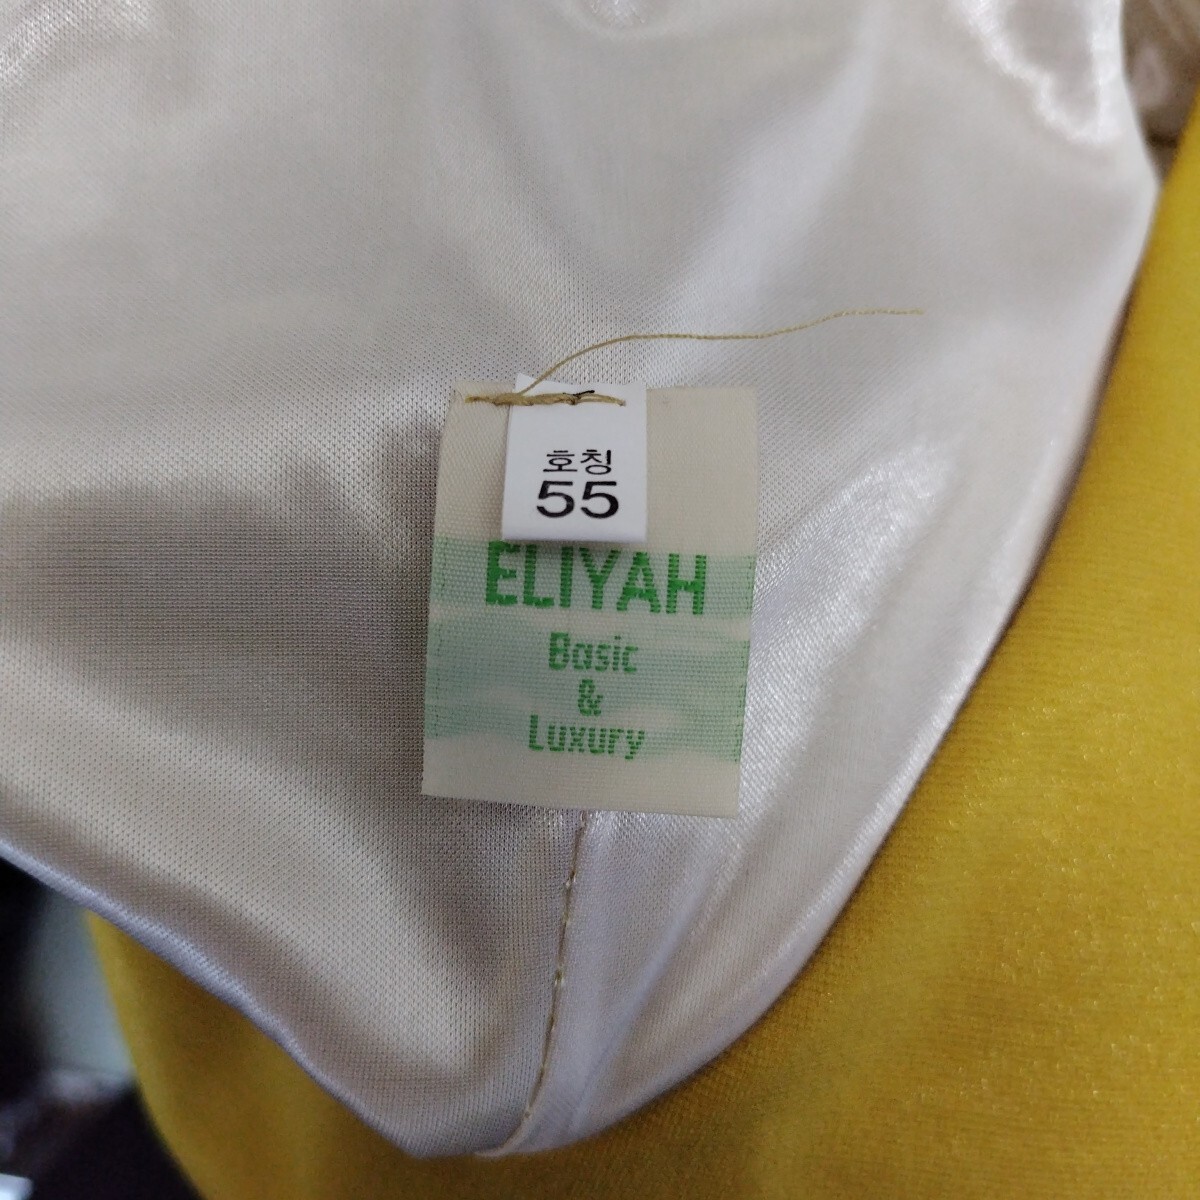 호칭
55
ELIYAH
Basic
&
Luxury